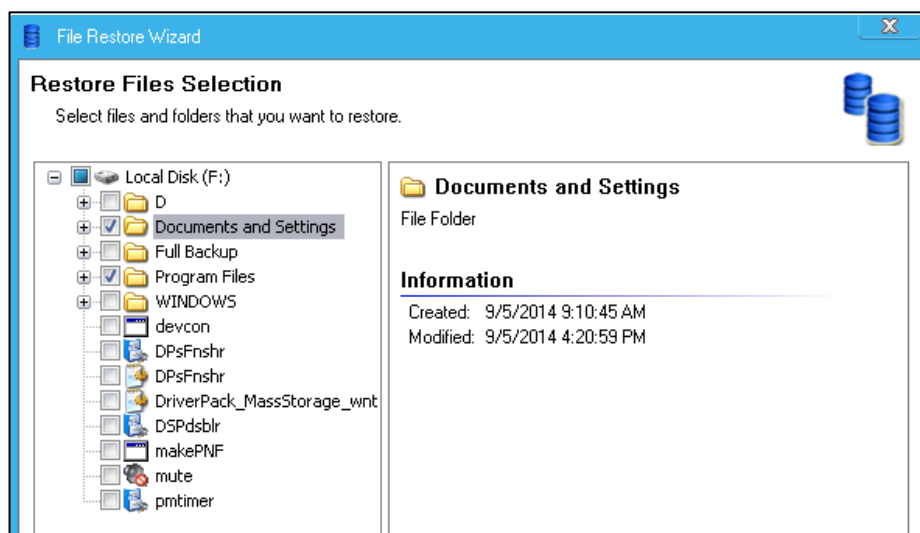 File Restore Wizard
Restore Files Selection
Select files and folders that you want to restore.
Local Disk (F:)
D
Documents and Settings
Full Backup
Program Files
WINDOWS
devcon
DPsFnshr
DPsFnshr
DriverPack_MassStorage_wnt
DSPdsblr
makePNF
mute
pmtimer
Documents and Settings
File Folder
Information
Created: 9/5/2014 9:10:45 AM
Modified: 9/5/2014 4:20:59 PM